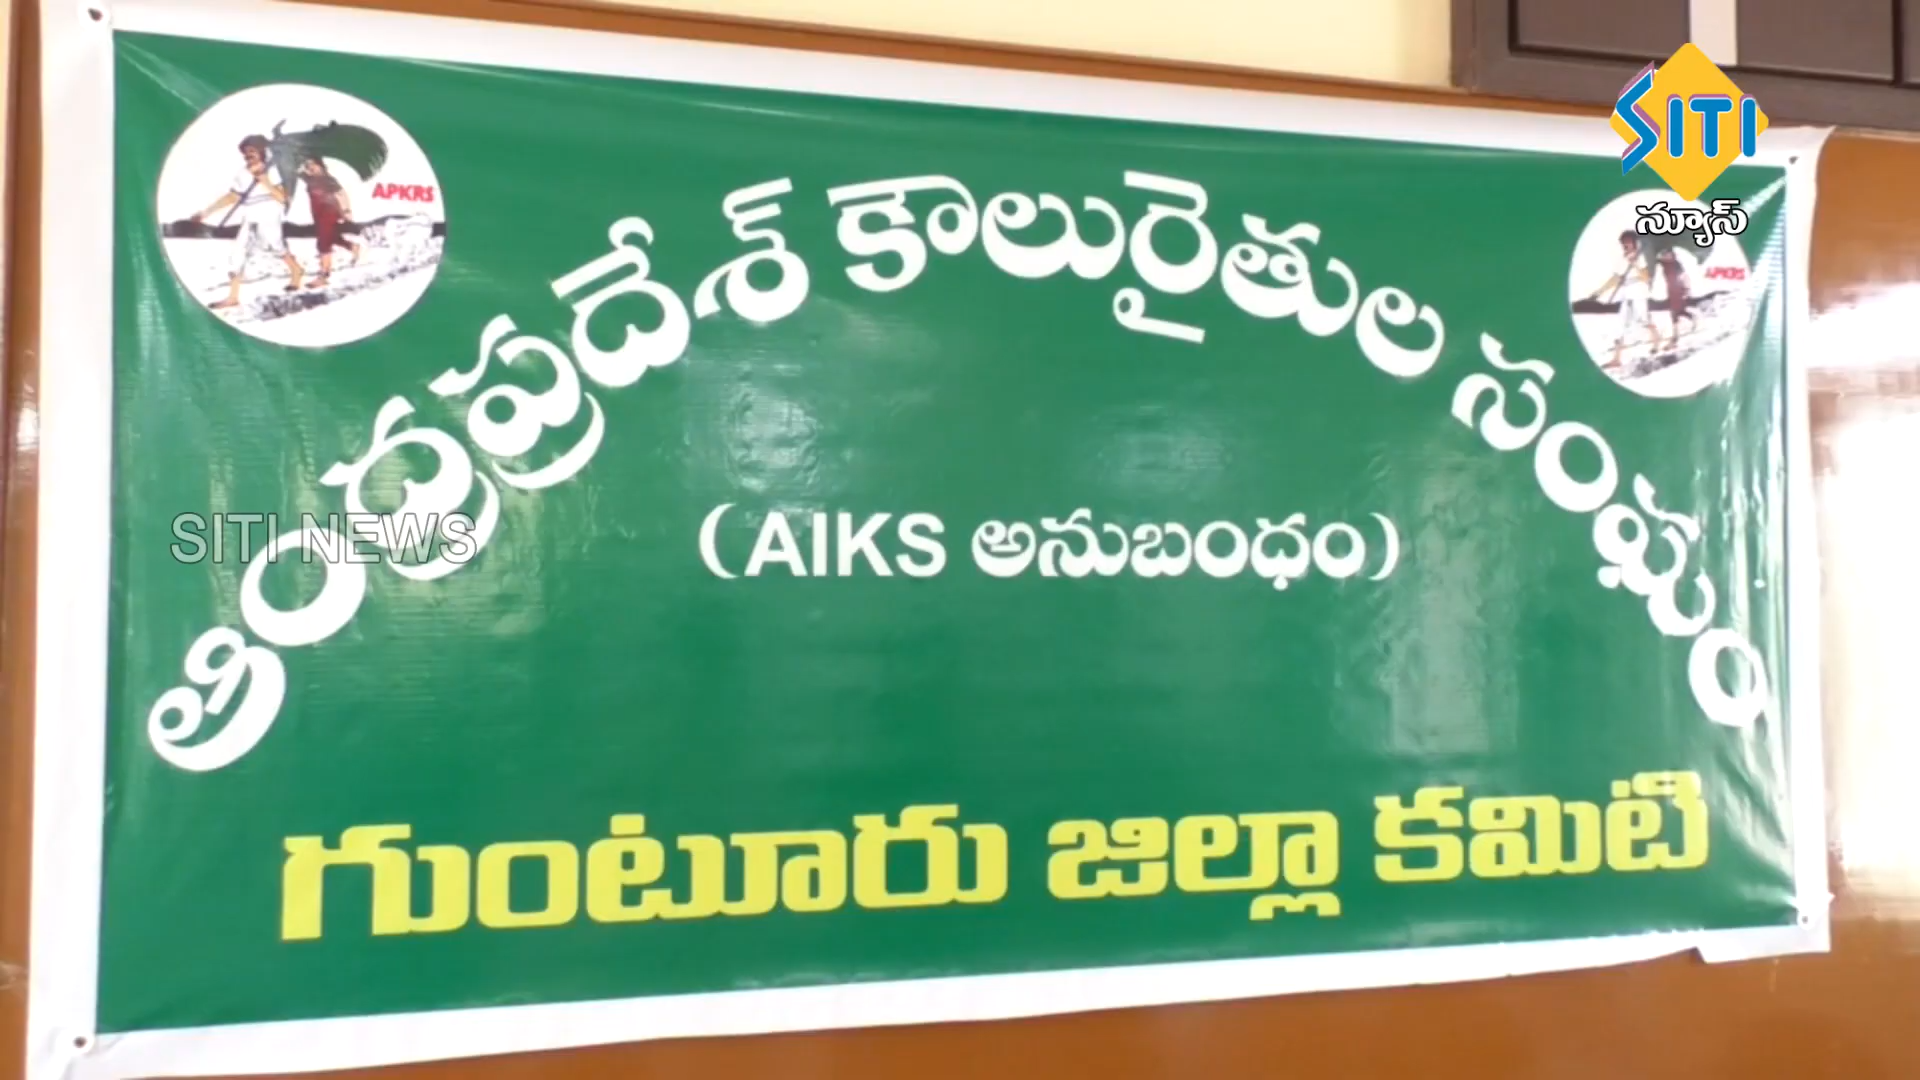 SITI
న్యూస్
APKRS
APKRS
ఆంధ్రప్రదేశ్ కౌలురైతుల సంఘం
SITI NEWS
(AIKS అనుబంధం)
గుంటూరు జిల్లా కమిటి